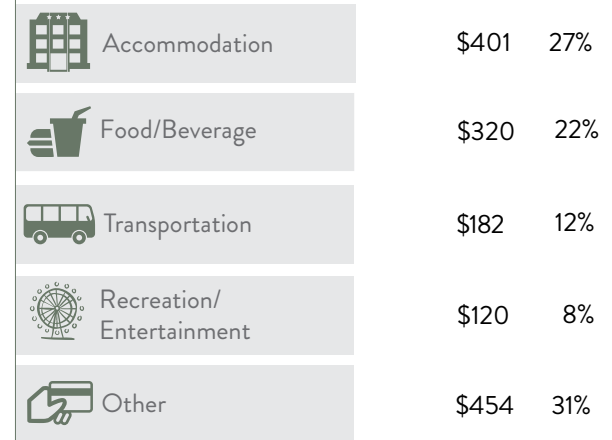 Accommodation $401 27%
Food/Beverage $320 22%
Transportation $182 12%
Recreation/
Entertainment $120 8%
Other $454 31%